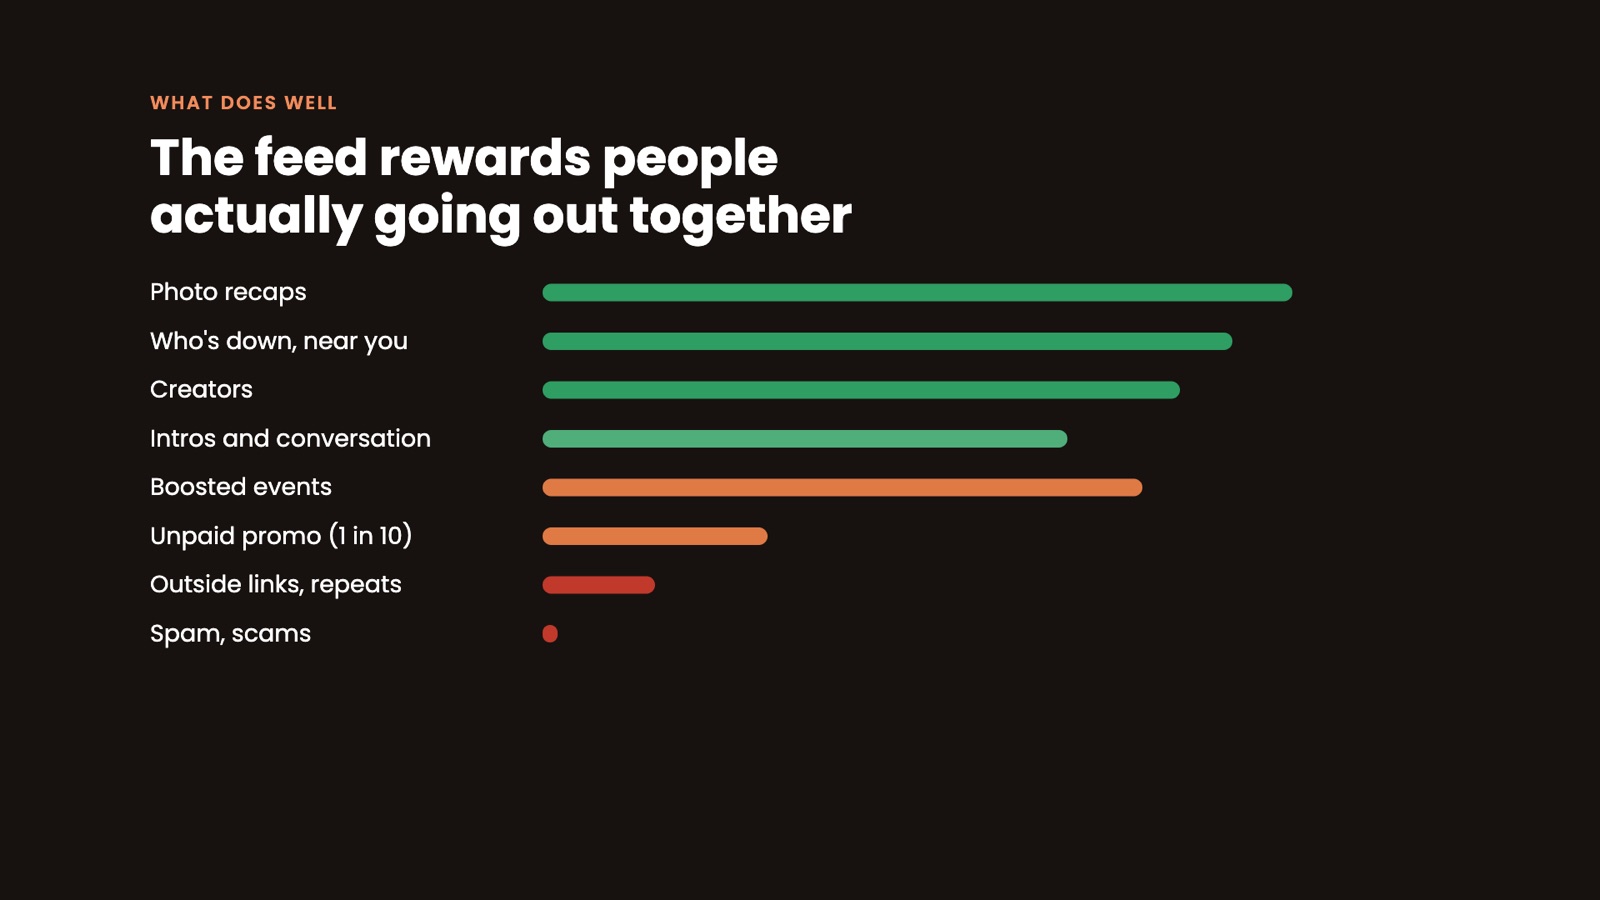 WHAT DOES WELL
The feed rewards people
actually going out together
Photo recaps
Who's down, near you
Creators
Intros and conversation
Boosted events
Unpaid promo (1 in 10)
Outside links, repeats
Spam, scams